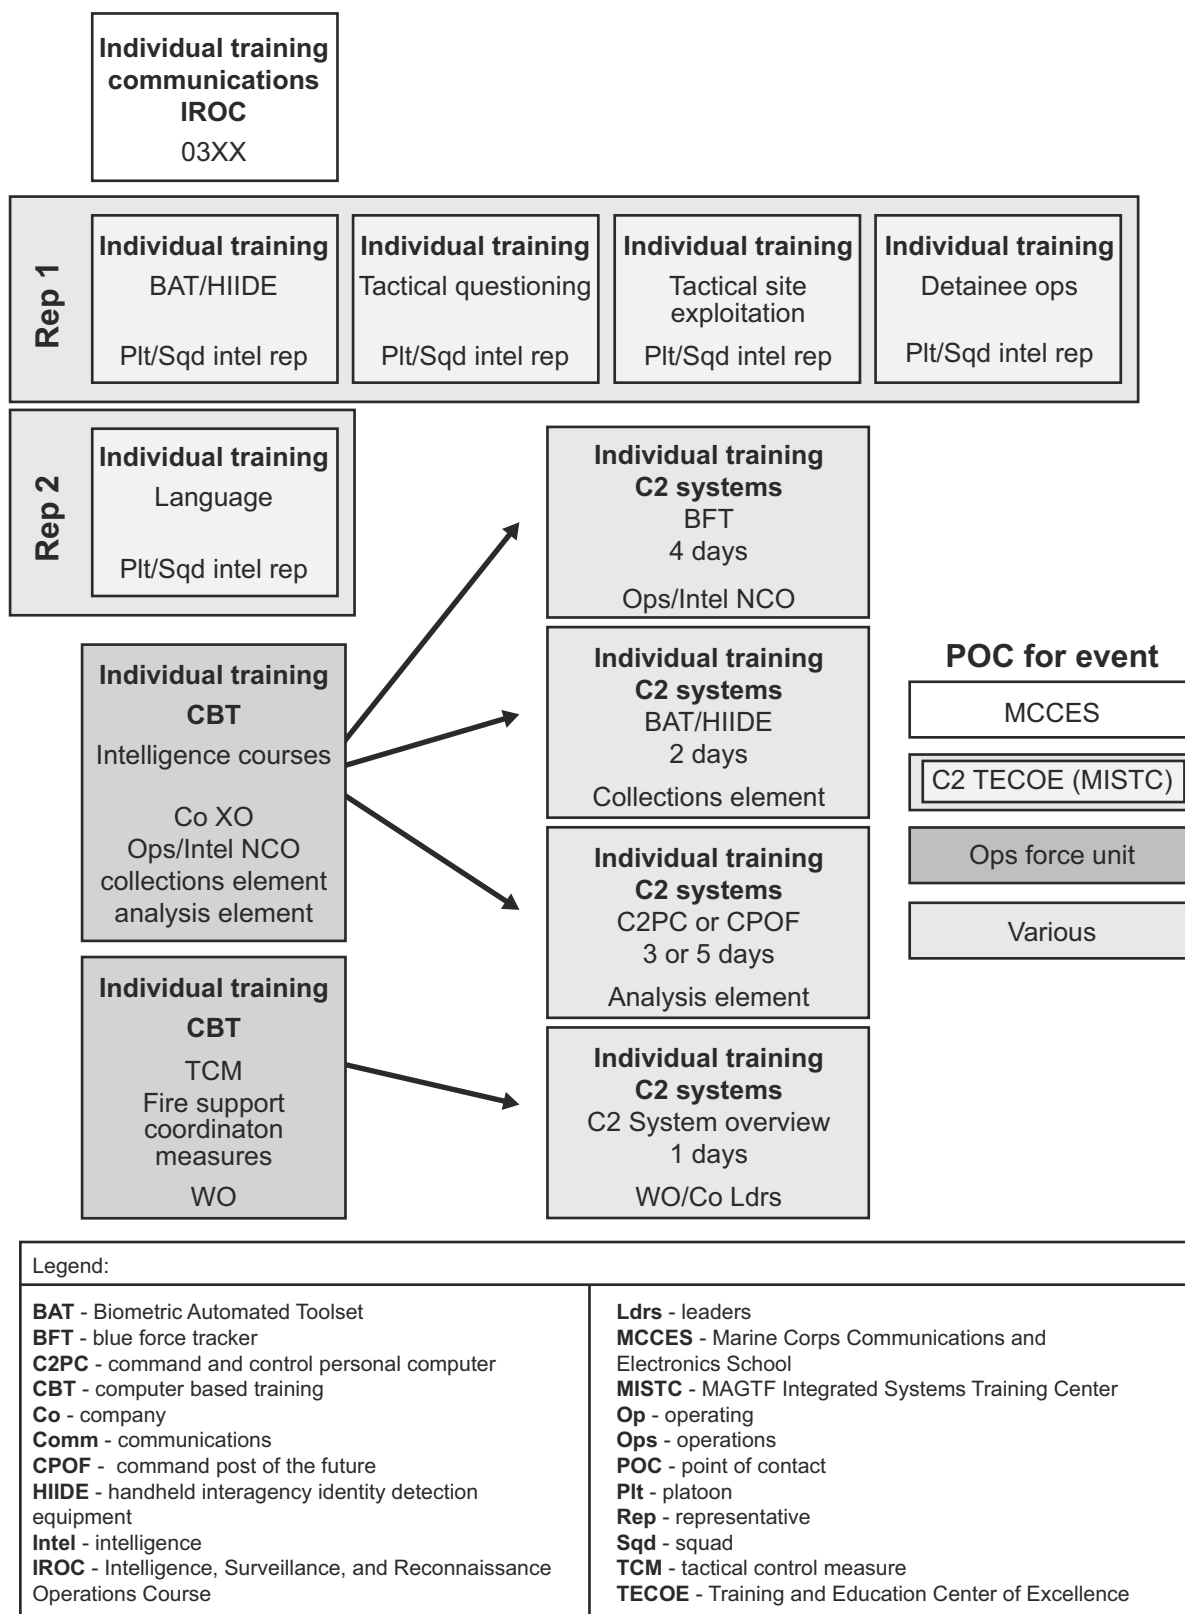 Individual training
communications
IROC
03XX
Rep 1
Individual training
BAT/HIIDE
Plt/Sqd intel rep
Individual training
Tactical questioning
Plt/Sqd intel rep
Individual training
Tactical site
exploitation
Plt/Sqd intel rep
Individual training
Detainee ops
Plt/Sqd intel rep
Rep 2
Individual training
Language
Plt/Sqd intel rep
Individual training
CBT
Intelligence courses
Co XO
Ops/Intel NCO
collections element
analysis element
Individual training
CBT
TCM
Fire support
coordinaton
measures
WO
Individual training
C2 systems
BFT
4 days
Ops/Intel NCO
Individual training
C2 systems
BAT/HIIDE
2 days
Collections element
Individual training
C2 systems
C2PC or CPOF
3 or 5 days
Analysis element
Individual training
C2 systems
C2 System overview
1 days
WO/Co Ldrs
POC for event
MCCES
C2 TECOE (MISTC)
Ops force unit
Various
Legend:
BAT - Biometric Automated Toolset
BFT - blue force tracker
C2PC - command and control personal computer
CBT - computer based training
Co - company
Comm - communications
CPOF - command post of the future
HIIDE - handheld interagency identity detection
equipment
Intel - intelligence
IROC - Intelligence, Surveillance, and Reconnaissance
Operations Course
Ldrs - leaders
MCCES - Marine Corps Communications and
Electronics School
MISTC - MAGTF Integrated Systems Training Center
Op - operating
Ops - operations
POC - point of contact
Plt - platoon
Rep - representative
Sqd - squad
TCM - tactical control measure
TECOE - Training and Education Center of Excellence